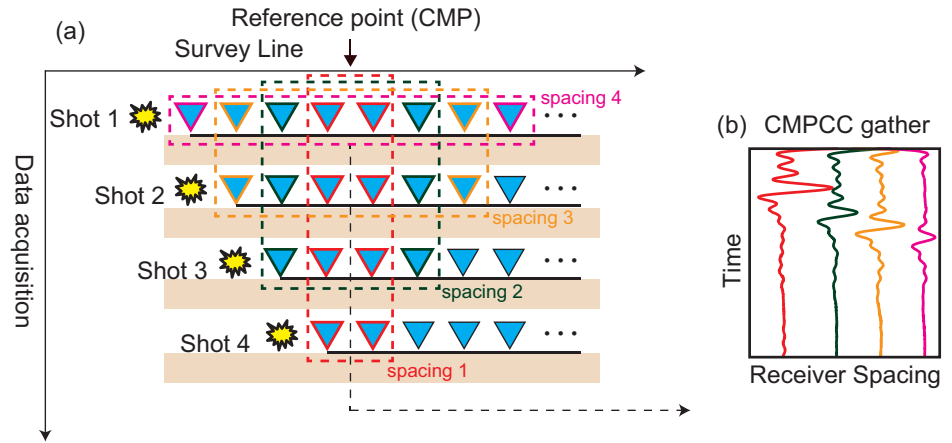 (a)
Reference point (CMP)
Survey Line
Shot 1
spacing 4
Shot 2
spacing 3
Shot 3
spacing 2
Shot 4
spacing 1
Data acquisition
(b)
CMPCC gather
Time
Receiver Spacing